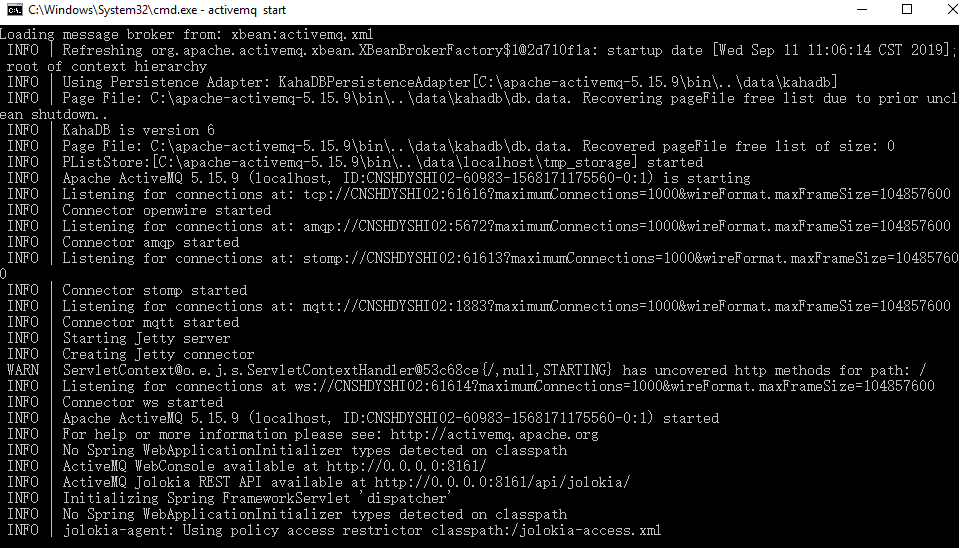 C:\Windows\System32\cmd.exe - activemq start
Loading message broker from: xbean:activemq.xml
INFO | Refreshing org.apache.activemq.xbean.XBeanBrokerFactory$1@2d710f1a: startup date [Wed Sep 11 11:06:14 CST 2019];
root of context hierarchy
INFO | Using Persistence Adapter: KahaDBPersistenceAdapter[C:\apache-activemq-5.15.9\bin\..\data\kahadb]
INFO | Page File: C:\apache-activemq-5.15.9\bin\..\data\kahadb\db.data. Recovering pageFile free list due to prior uncl
ean shutdown..
INFO | KahaDB is version 6
INFO | Page File: C:\apache-activemq-5.15.9\bin\..\data\kahadb\db.data. Recovered pageFile free list of size: 0
INFO | PListStore:[C:\apache-activemq-5.15.9\bin\..\data\localhost\tmp_storage] started
INFO | Apache ActiveMQ 5.15.9 (localhost, ID:CNSHDYSHI02-60983-1568171175560-0:1) is starting
INFO | Listening for connections at: tcp://CNSHDYSHI02:61616?maximumConnections=1000&wireFormat.maxFrameSize=104857600
INFO | Connector openwire started
INFO | Listening for connections at: amqp://CNSHDYSHI02:5672?maximumConnections=1000&wireFormat.maxFrameSize=104857600
INFO | Connector amqp started
INFO | Listening for connections at: stomp://CNSHDYSHI02:61613?maximumConnections=1000&wireFormat.maxFrameSize=10485760
0
INFO | Connector stomp started
INFO | Listening for connections at: mqtt://CNSHDYSHI02:1883?maximumConnections=1000&wireFormat.maxFrameSize=104857600
INFO | Connector mqtt started
INFO | Starting Jetty server
INFO | Creating Jetty connector
WARN | ServletContext@o.e.j.s.ServletContextHandler@53c68ce{/,null,STARTING} has uncovered http methods for path: /
INFO | Listening for connections at ws://CNSHDYSHI02:61614?maximumConnections=1000&wireFormat.maxFrameSize=104857600
INFO | Connector ws started
INFO | Apache ActiveMQ 5.15.9 (localhost, ID:CNSHDYSHI02-60983-1568171175560-0:1) started
INFO | For help or more information please see: http://activemq.apache.org
INFO | No Spring WebApplicationInitializer types detected on classpath
INFO | ActiveMQ WebConsole available at http://0.0.0.0:8161/
INFO | ActiveMQ Jolokia REST API available at http://0.0.0.0:8161/api/jolokia/
INFO | Initializing Spring FrameworkServlet 'dispatcher'
INFO | No Spring WebApplicationInitializer types detected on classpath
INFO | jolokia-agent: Using policy access restrictor classpath:/jolokia-access.xml